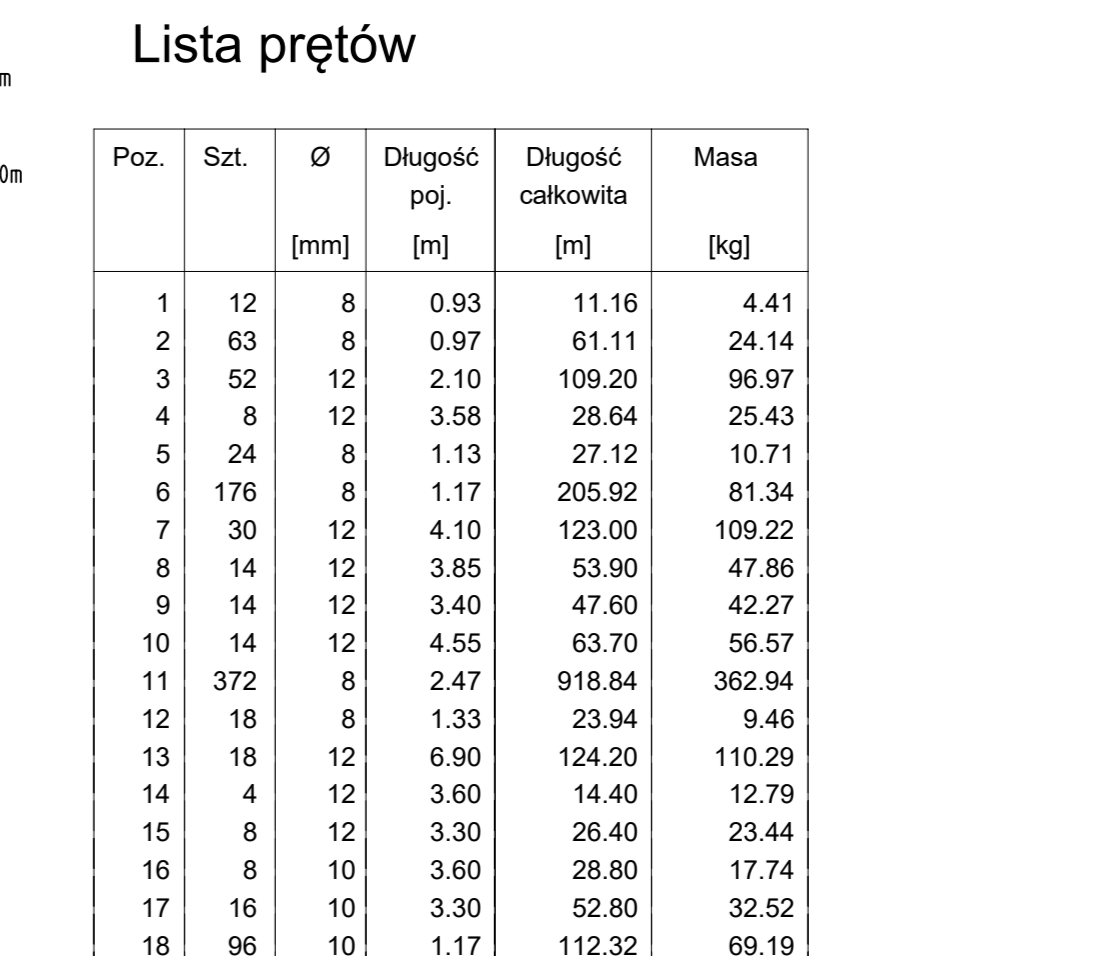 Lista prętów
m
0m
Poz. Szt. Ø Długość Długość Masa
poj. całkowita
[mm] [m] [m] [kg]
1 12 8 0.93 11.16 4.41
2 63 8 0.97 61.11 24.14
3 52 12 2.10 109.20 96.97
4 8 12 3.58 28.64 25.43
5 24 8 1.13 27.12 10.71
6 176 8 1.17 205.92 81.34
7 30 12 4.10 123.00 109.22
8 14 12 3.85 53.90 47.86
9 14 12 3.40 47.60 42.27
10 14 12 4.55 63.70 56.57
11 372 8 2.47 918.84 362.94
12 18 8 1.33 23.94 9.46
13 18 12 6.90 124.20 110.29
14 4 12 3.60 14.40 12.79
15 8 12 3.30 26.40 23.44
16 8 10 3.60 28.80 17.74
17 16 10 3.30 52.80 32.52
18 96 10 1.17 112.32 69.19